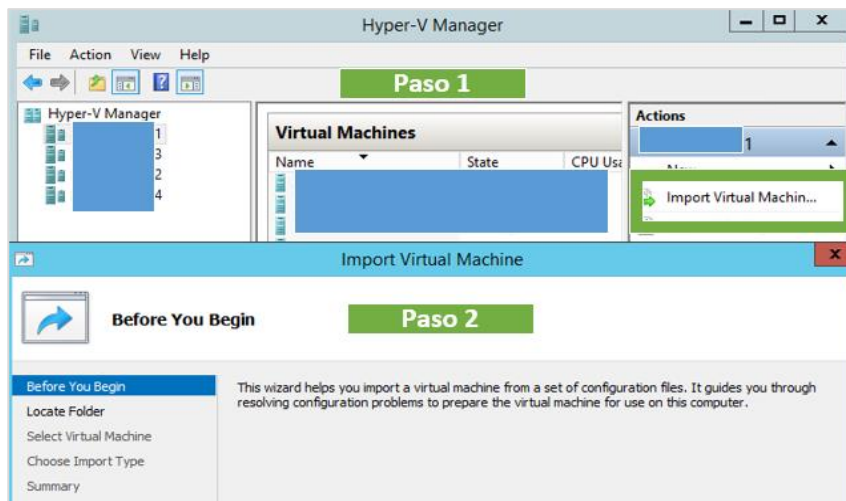 Hyper-V Manager
File Action View Help
Paso 1
Hyper-V Manager
1
3
2
4
Virtual Machines
Name State CPU Usa
Actions
1
Import Virtual Machin...
Import Virtual Machine
Before You Begin
Paso 2
Before You Begin
Locate Folder
Select Virtual Machine
Choose Import Type
Summary
This wizard helps you import a virtual machine from a set of configuration files. It guides you through
resolving configuration problems to prepare the virtual machine for use on this computer.